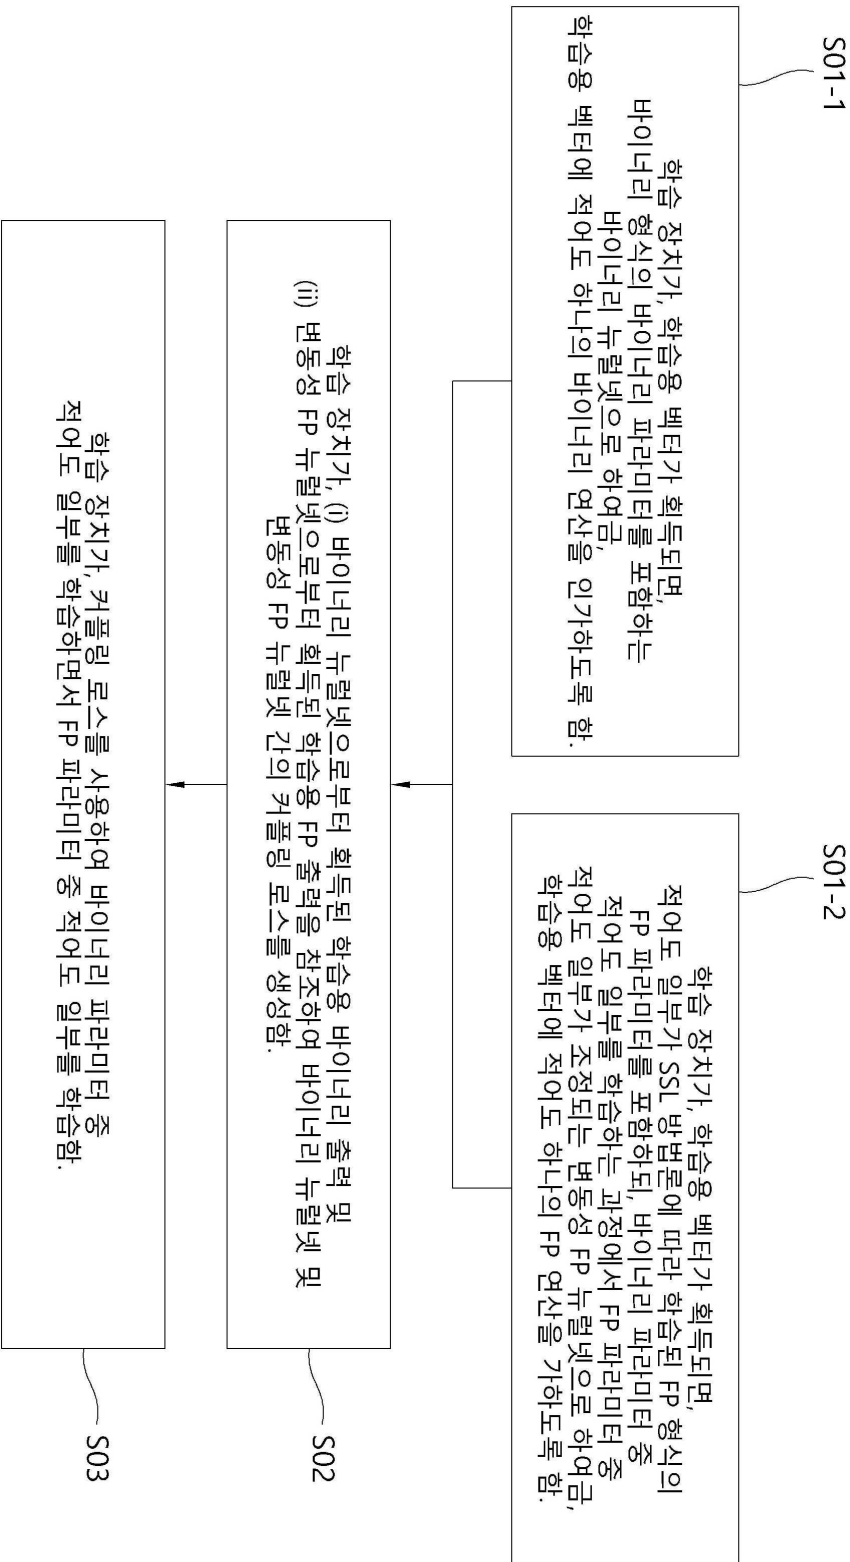 S01-1
학습 장치가, 학습용 벡터가 획득되면,
바이너리 형식의 바이너리 파라미터를 포함하는
바이너리 뉴럴넷으로 하여금,
학습용 벡터에 적어도 하나의 바이너리 연산을 인가하도록 함.
S01-2
학습 장치가, 학습용 벡터가 획득되면,
적어도 일부가 SSL 방법론에 따라 학습된 FP 형식의
FP 파라미터를 포함하되, 바이너리 파라미터 중
적어도 일부를 학습하는 과정에서 FP 파라미터 중
적어도 일부가 조정되는 변동성 FP 뉴럴넷으로 하여금,
학습용 벡터에 적어도 하나의 FP 연산을 가하도록 함.
학습 장치가, (i) 바이너리 뉴럴넷으로부터 획득된 학습용 바이너리 출력 및
(ii) 변동성 FP 뉴럴넷으로부터 획득된 학습용 FP 출력을 참조하여 바이너리 뉴럴넷 및
변동성 FP 뉴럴넷 간의 커플링 로스를 생성함.
S02
학습 장치가, 커플링 로스를 사용하여 바이너리 파라미터 중
적어도 일부를 학습하면서 FP 파라미터 중 적어도 일부를 학습함.
S03